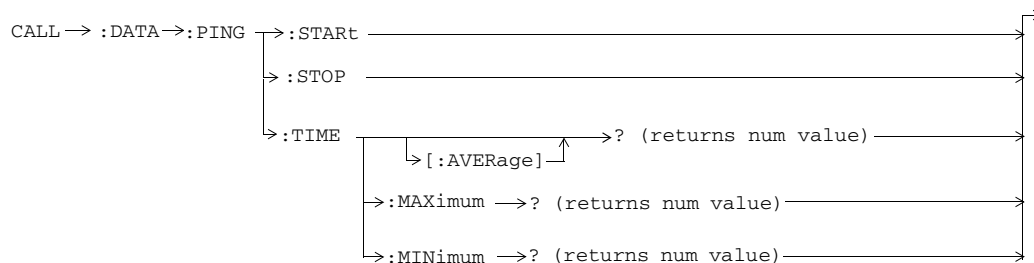 CALL :DATA :PING :STARt
:STOP
:TIME ? (returns num value)
[:AVERage]
:MAXimum ? (returns num value)
:MINimum ? (returns num value)